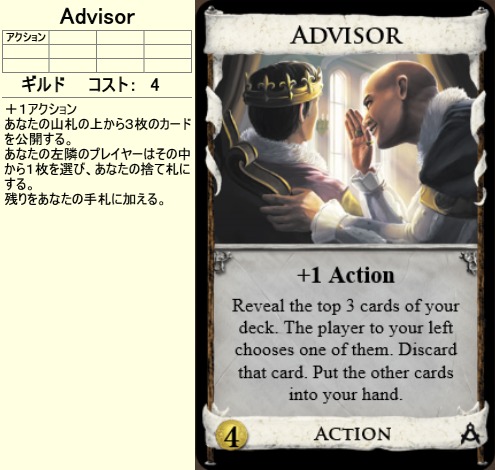 Advisor
アクション
ギルド コスト: 4
＋1アクション
あなたの山札の上から3枚のカード
を公開する。
あなたの左隣のプレイヤーはその中
から1枚を選び、あなたの捨て札に
する。
残りをあなたの手札に加える。
ADVISOR
+1 Action
Reveal the top 3 cards of your
deck. The player to your left
chooses one of them. Discard
that card. Put the other cards
into your hand.
4
ACTION